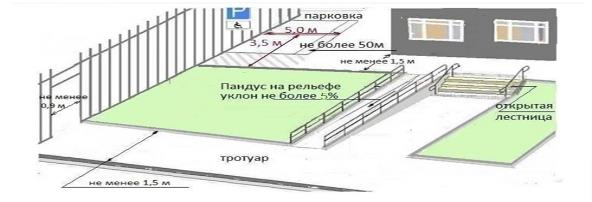 P
парковка
5,0 м
3,5 м
не более 50м
не менее 1,5 м
Пандус на рельефе
уклон не более 5%
не менее
0,9 м
открытая
лестница
тротуар
не менее 1,5 м